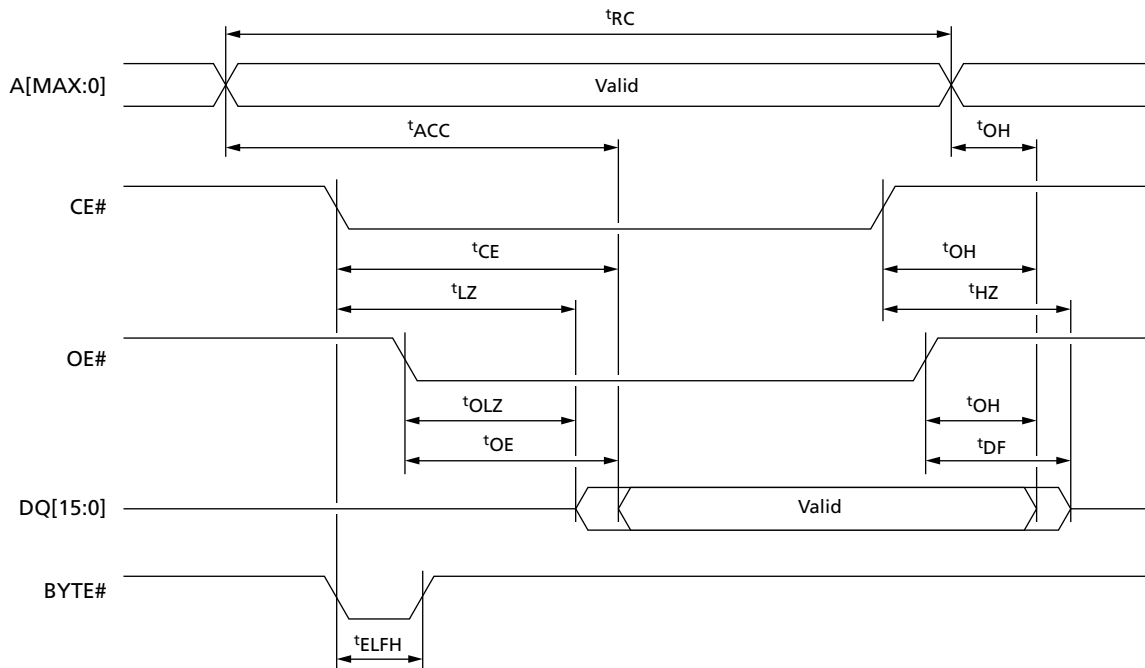 tRC
A[MAX:0]
Valid
tACC
tOH
CE#
tCE
tOH
tLZ
tHZ
OE#
tOLZ
tOH
tOE
tDF
DQ[15:0]
Valid
BYTE#
tELFH